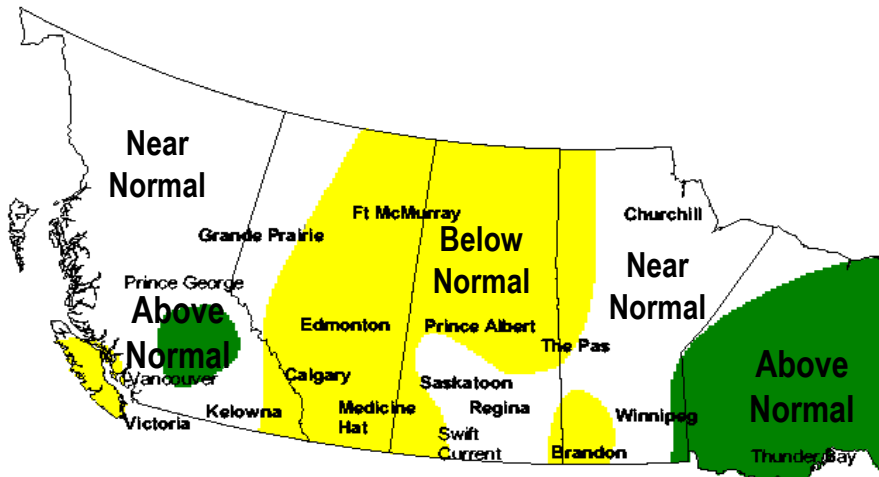 Near
Normal
Ft McMurray
Churchill
Grande Prairie
Below
Normal
Near
Normal
Prince George
Above
Normal
Edmonton
Prince Albert
The Pas
Vancouver
Calgary
Saskatoon
Above
Normal
Kelowna
Medicine
Hat
Regina
Winnipeg
Victoria
Swift
Current
Brandon
Thunder Bay